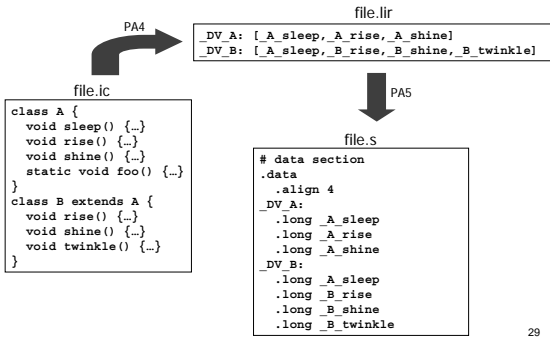 PA4
file.lir
_DV_A: [_A_sleep,_A_rise,_A_shine]
_DV_B: [_A_sleep,_B_rise,_B_shine,_B_twinkle]
PA5
file.ic
class A {
  void sleep() {…}
  void rise() {…}
  void shine() {…}
  static void foo() {…}
}
class B extends A {
  void rise() {…}
  void shine() {…}
  void twinkle() {…}
}
file.s
# data section
.data
  .align 4
_DV_A:
  .long _A_sleep
  .long _A_rise
  .long _A_shine
_DV_B:
  .long _A_sleep
  .long _B_rise
  .long _B_shine
  .long _B_twinkle
29